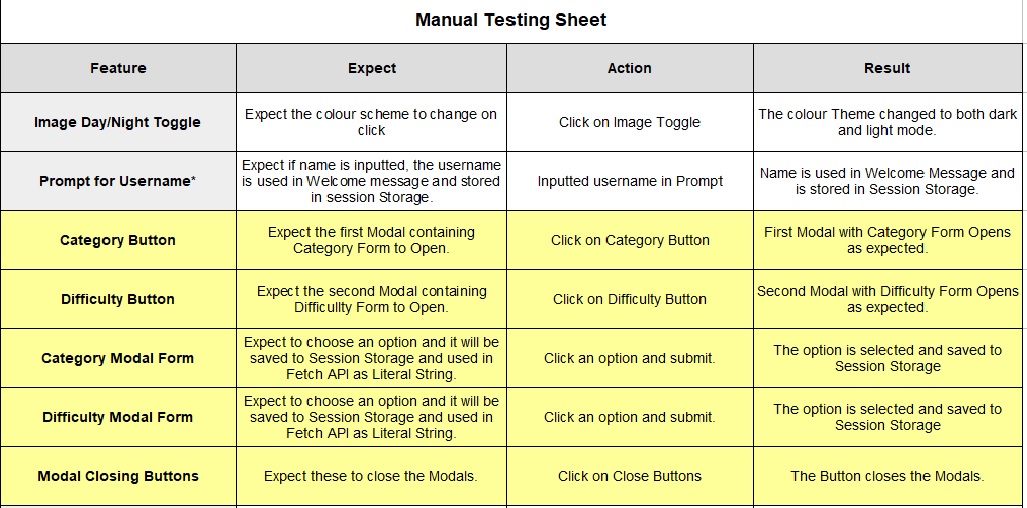 Manual Testing Sheet
Feature Expect Action Result
Image Day/Night Toggle
Expect the colour scheme to change on
click
Click on Image Toggle
The colour Theme changed to both dark
and light mode.
Prompt for Username*
Expect if name is inputted, the username
is used in Welcome message and stored
in session Storage.
Inputted username in Prompt
Name is used in Welcome Message and
is stored in Session Storage.
Category Button
Expect the first Modal containing
Category Form to Open.
Click on Category Button
First Modal with Category Form Opens
as expected.
Difficulty Button
Expect the second Modal containing
Difficullty Form to Open.
Click on Difficulty Button
Second Modal with Difficulty Form Opens
as expected.
Category Modal Form
Expect to choose an option and it will be
saved to Session Storage and used in
Fetch API as Literal String.
Click an option and submit.
The option is selected and saved to
Session Storage
Difficulty Modal Form
Expect to choose an option and it will be
saved to Session Storage and used in
Fetch API as Literal String.
Click an option and submit.
The option is selected and saved to
Session Storage
Modal Closing Buttons
Expect these to close the Modals.
Click on Close Buttons
The Button closes the Modals.